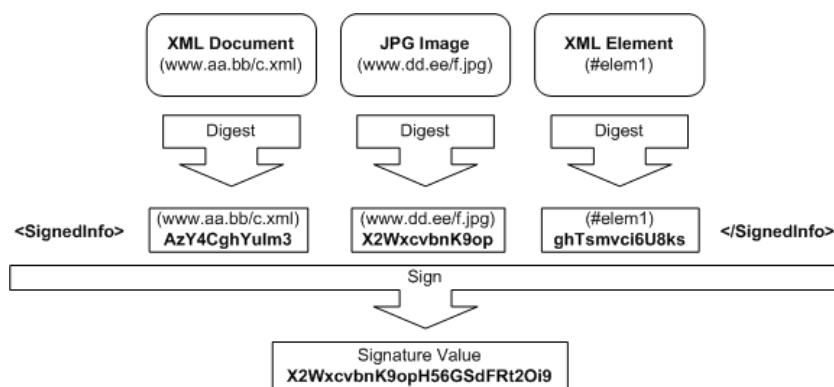 XML Document
(www.aa.bb/c.xml)
JPG Image
(www.dd.ee/f.jpg)
XML Element
(#elem1)
Digest
Digest
Digest
<SignedInfo>
(www.aa.bb/c.xml)
AzY4CghYuIm3
(www.dd.ee/f.jpg)
X2WxcvbnK9op
(#elem1)
ghTsmvci6U8ks
</SignedInfo>
Sign
Signature Value
X2WxcvbnK9opH56GSdFRt2Oi9